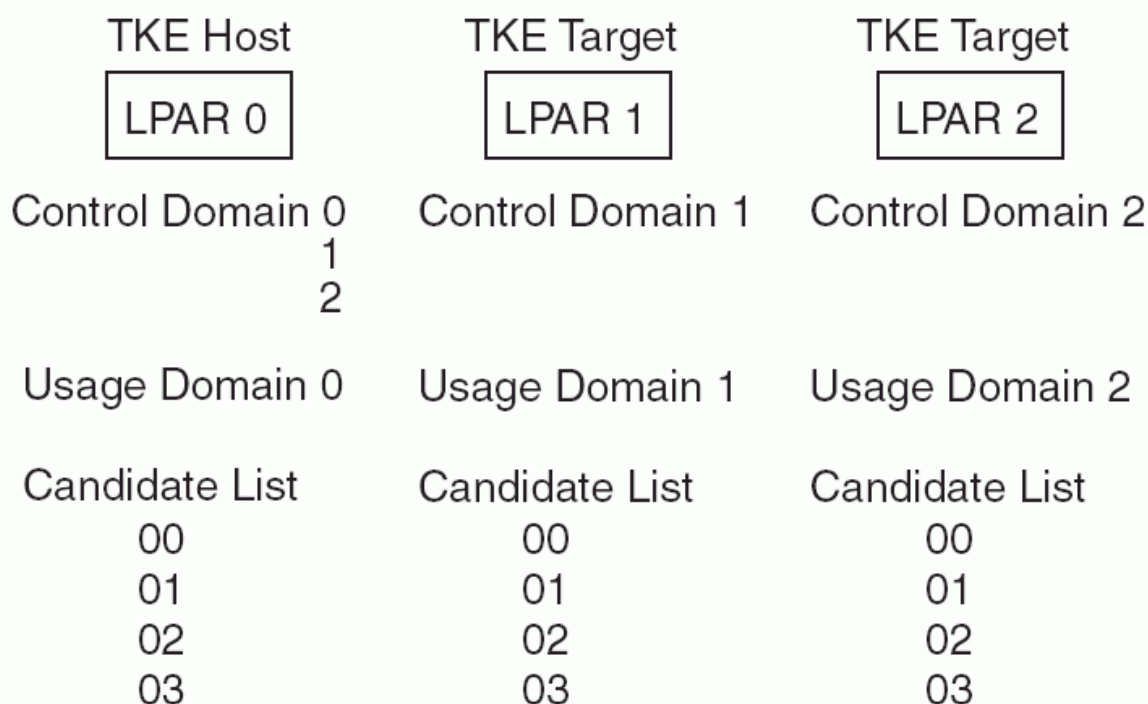 TKE Host TKE Target TKE Target
LPAR 0 LPAR 1 LPAR 2
Control Domain 0 Control Domain 1 Control Domain 2
1
2
Usage Domain 0 Usage Domain 1 Usage Domain 2
Candidate List Candidate List Candidate List
00 00 00
01 01 01
02 02 02
03 03 03